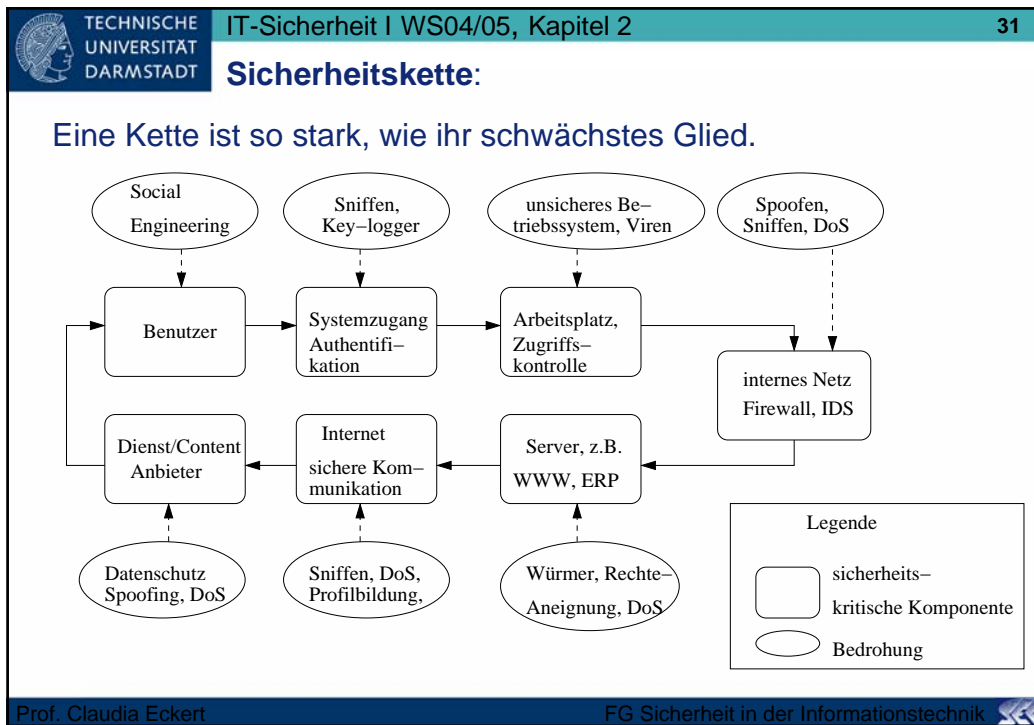 TECHNISCHE
UNIVERSITÄT
DARMSTADT
IT-Sicherheit I WS04/05, Kapitel 2
31
Sicherheitskette:
Eine Kette ist so stark, wie ihr schwächstes Glied.
Social
Engineering
Sniffen,
Key–logger
unsicheres Be–
triebssystem, Viren
Spoofen,
Sniffen, DoS
Benutzer
Systemzugang
Authentifi–
kation
Arbeitsplatz,
Zugriffs–
kontrolle
internes Netz
Firewall, IDS
Dienst/Content
Anbieter
Internet
sichere Kom–
munikation
Server, z.B.
WWW, ERP
Datenschutz
Spoofing, DoS
Sniffen, DoS,
Profilbildung,
Würmer, Rechte–
Aneignung, DoS
Legende
sicherheits–
kritische Komponente
Bedrohung
Prof. Claudia Eckert
FG Sicherheit in der Informationstechnik